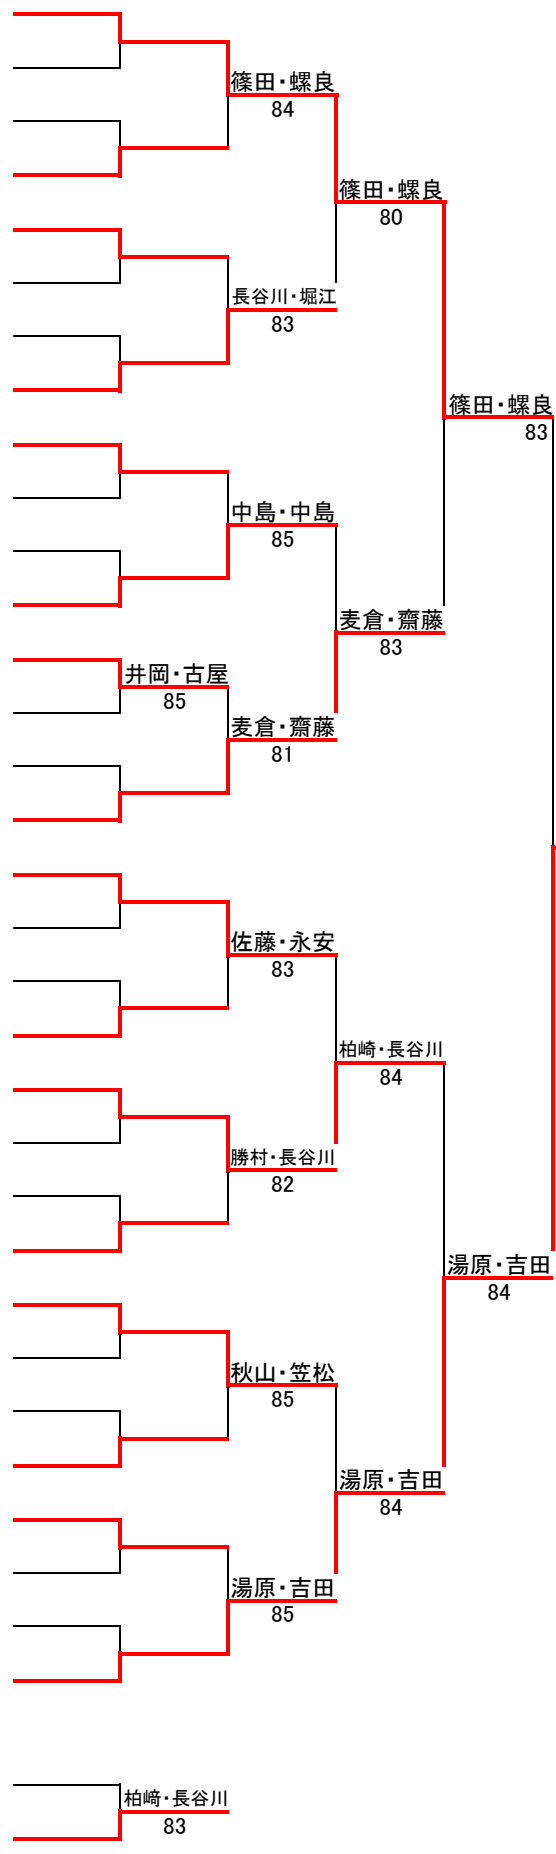 篠田・螺良
84
篠田・螺良
80
長谷川・堀江
83
篠田・螺良
83
中島・中島
85
麦倉・齋藤
83
井岡・古屋
85
麦倉・齋藤
81
佐藤・永安
83
柏崎・長谷川
84
勝村・長谷川
82
湯原・吉田
84
秋山・笠松
85
湯原・吉田
84
湯原・吉田
85
柏﨑・長谷川
83